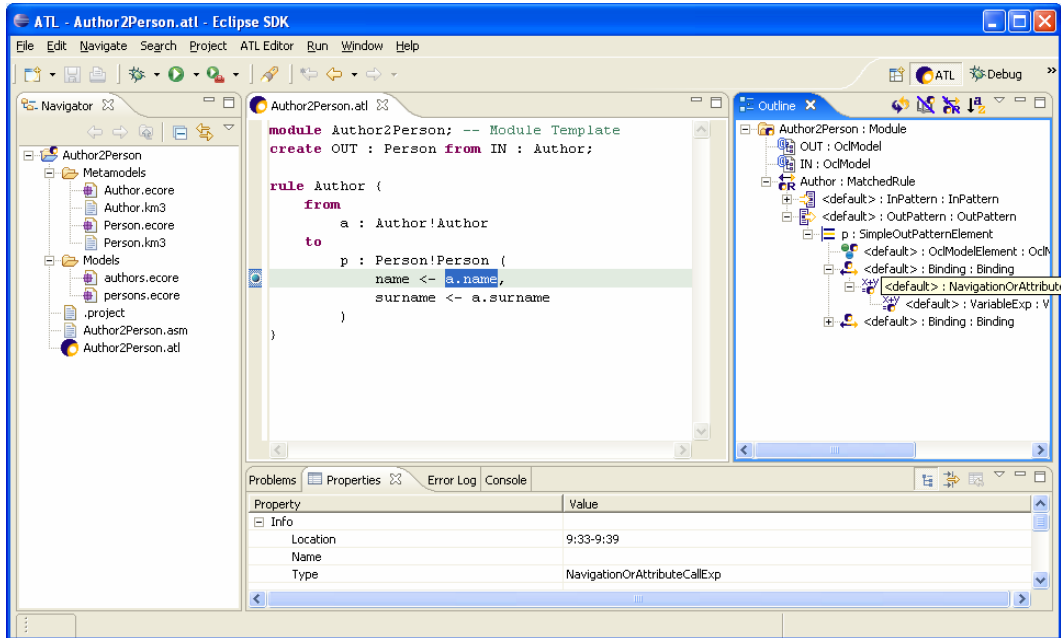 ATL - Author2Person.atl - Eclipse SDK
File Edit Navigate Search Project ATL Editor Run Window Help
ATL Debug »
Navigator
Author2Person
Metamodels
Author.ecore
Author.km3
Person.ecore
Person.km3
Models
authors.ecore
persons.ecore
.project
Author2Person.asm
Author2Person.atl
Author2Person.atl
module Author2Person; -- Module Template
create OUT : Person from IN : Author;
rule Author {
from
a : Author!Author
to
p : Person!Person (
name <- a.name,
surname <- a.surname
)
}
Outline
Author2Person : Module
OUT : OclModel
IN : OclModel
Author : MatchedRule
<default> : InPattern : InPattern
<default> : OutPattern : OutPattern
p : SimpleOutPatternElement
<default> : OclModelElement : OclM
<default> : Binding : Binding
<default> : NavigationOrAttribute
<default> : VariableExp : V
<default> : Binding : Binding
Problems Properties Error Log Console
Property Value
Info
Location 9:33-9:39
Name
Type NavigationOrAttributeCallExp